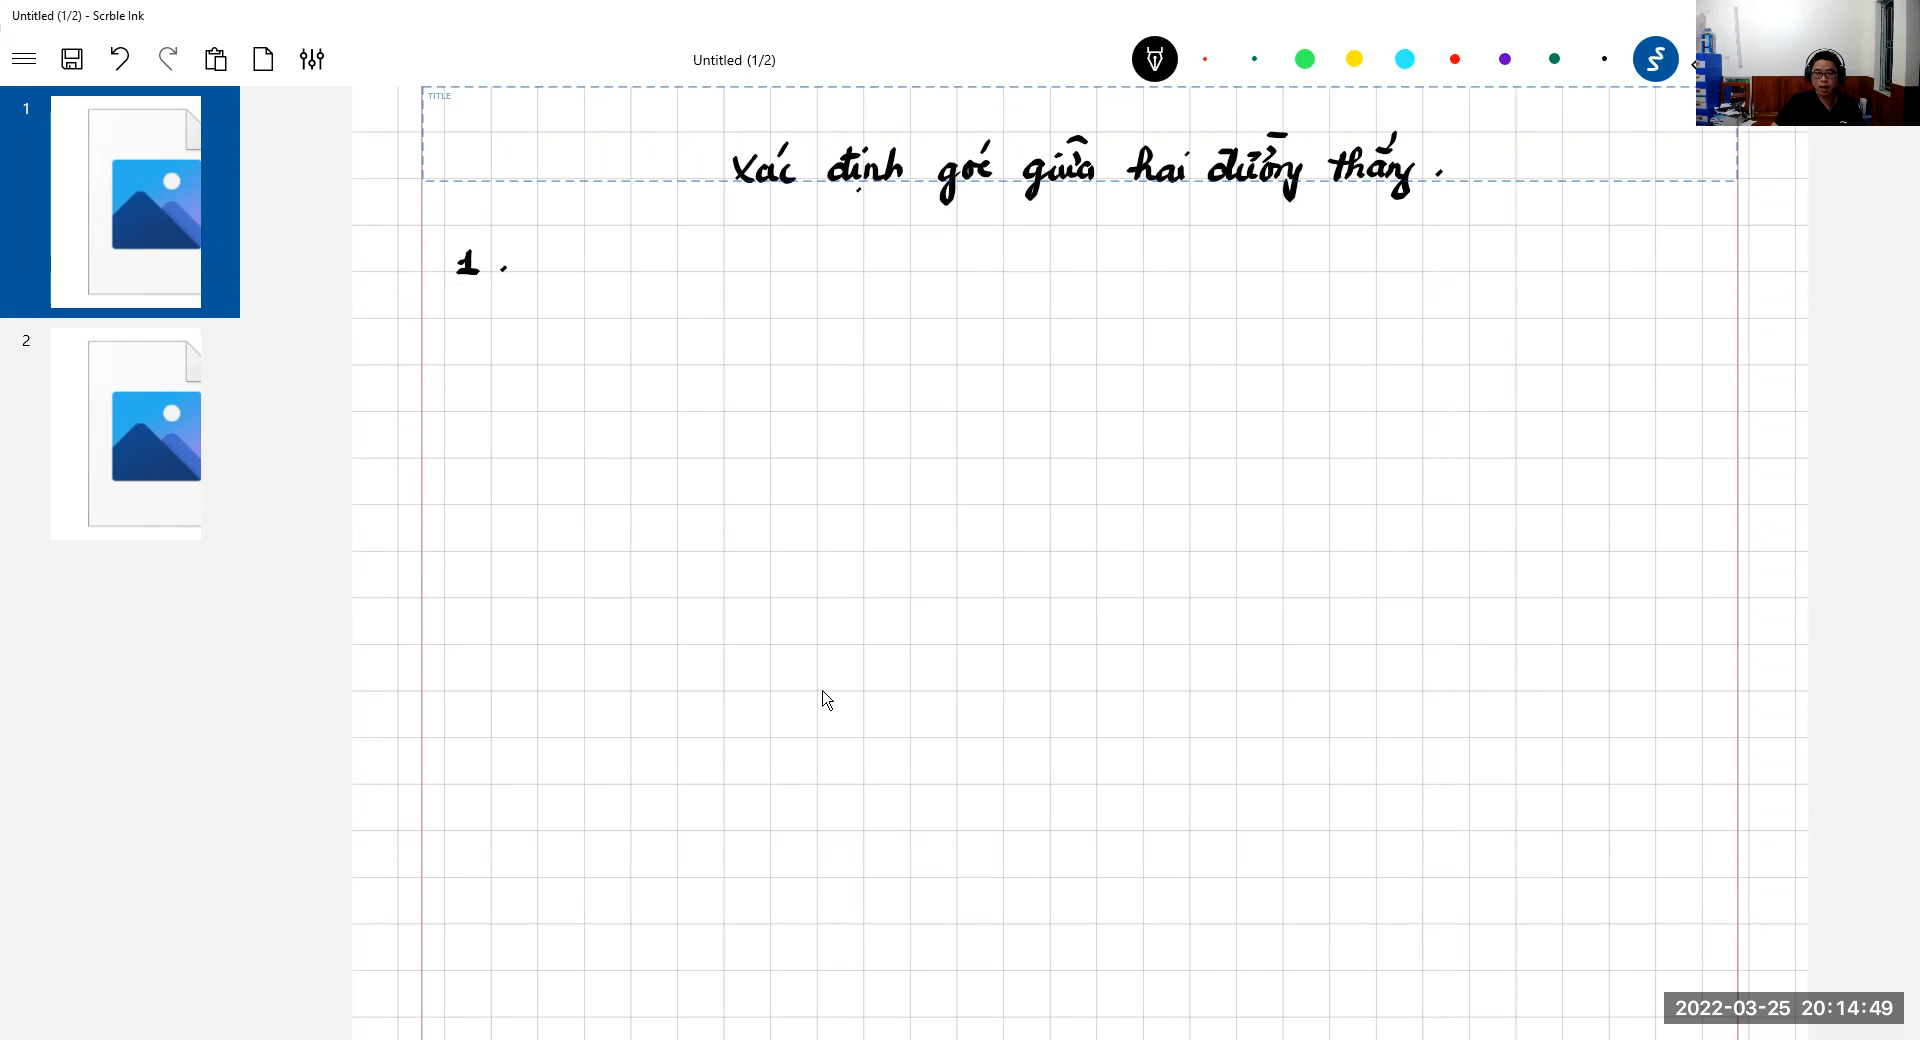 Untitled (1/2) - Scrble Ink
Untitled (1/2)
1
2
TITLE
Xác định góc giữa hai đường thẳng.
1.
2022-03-25 20:14:49